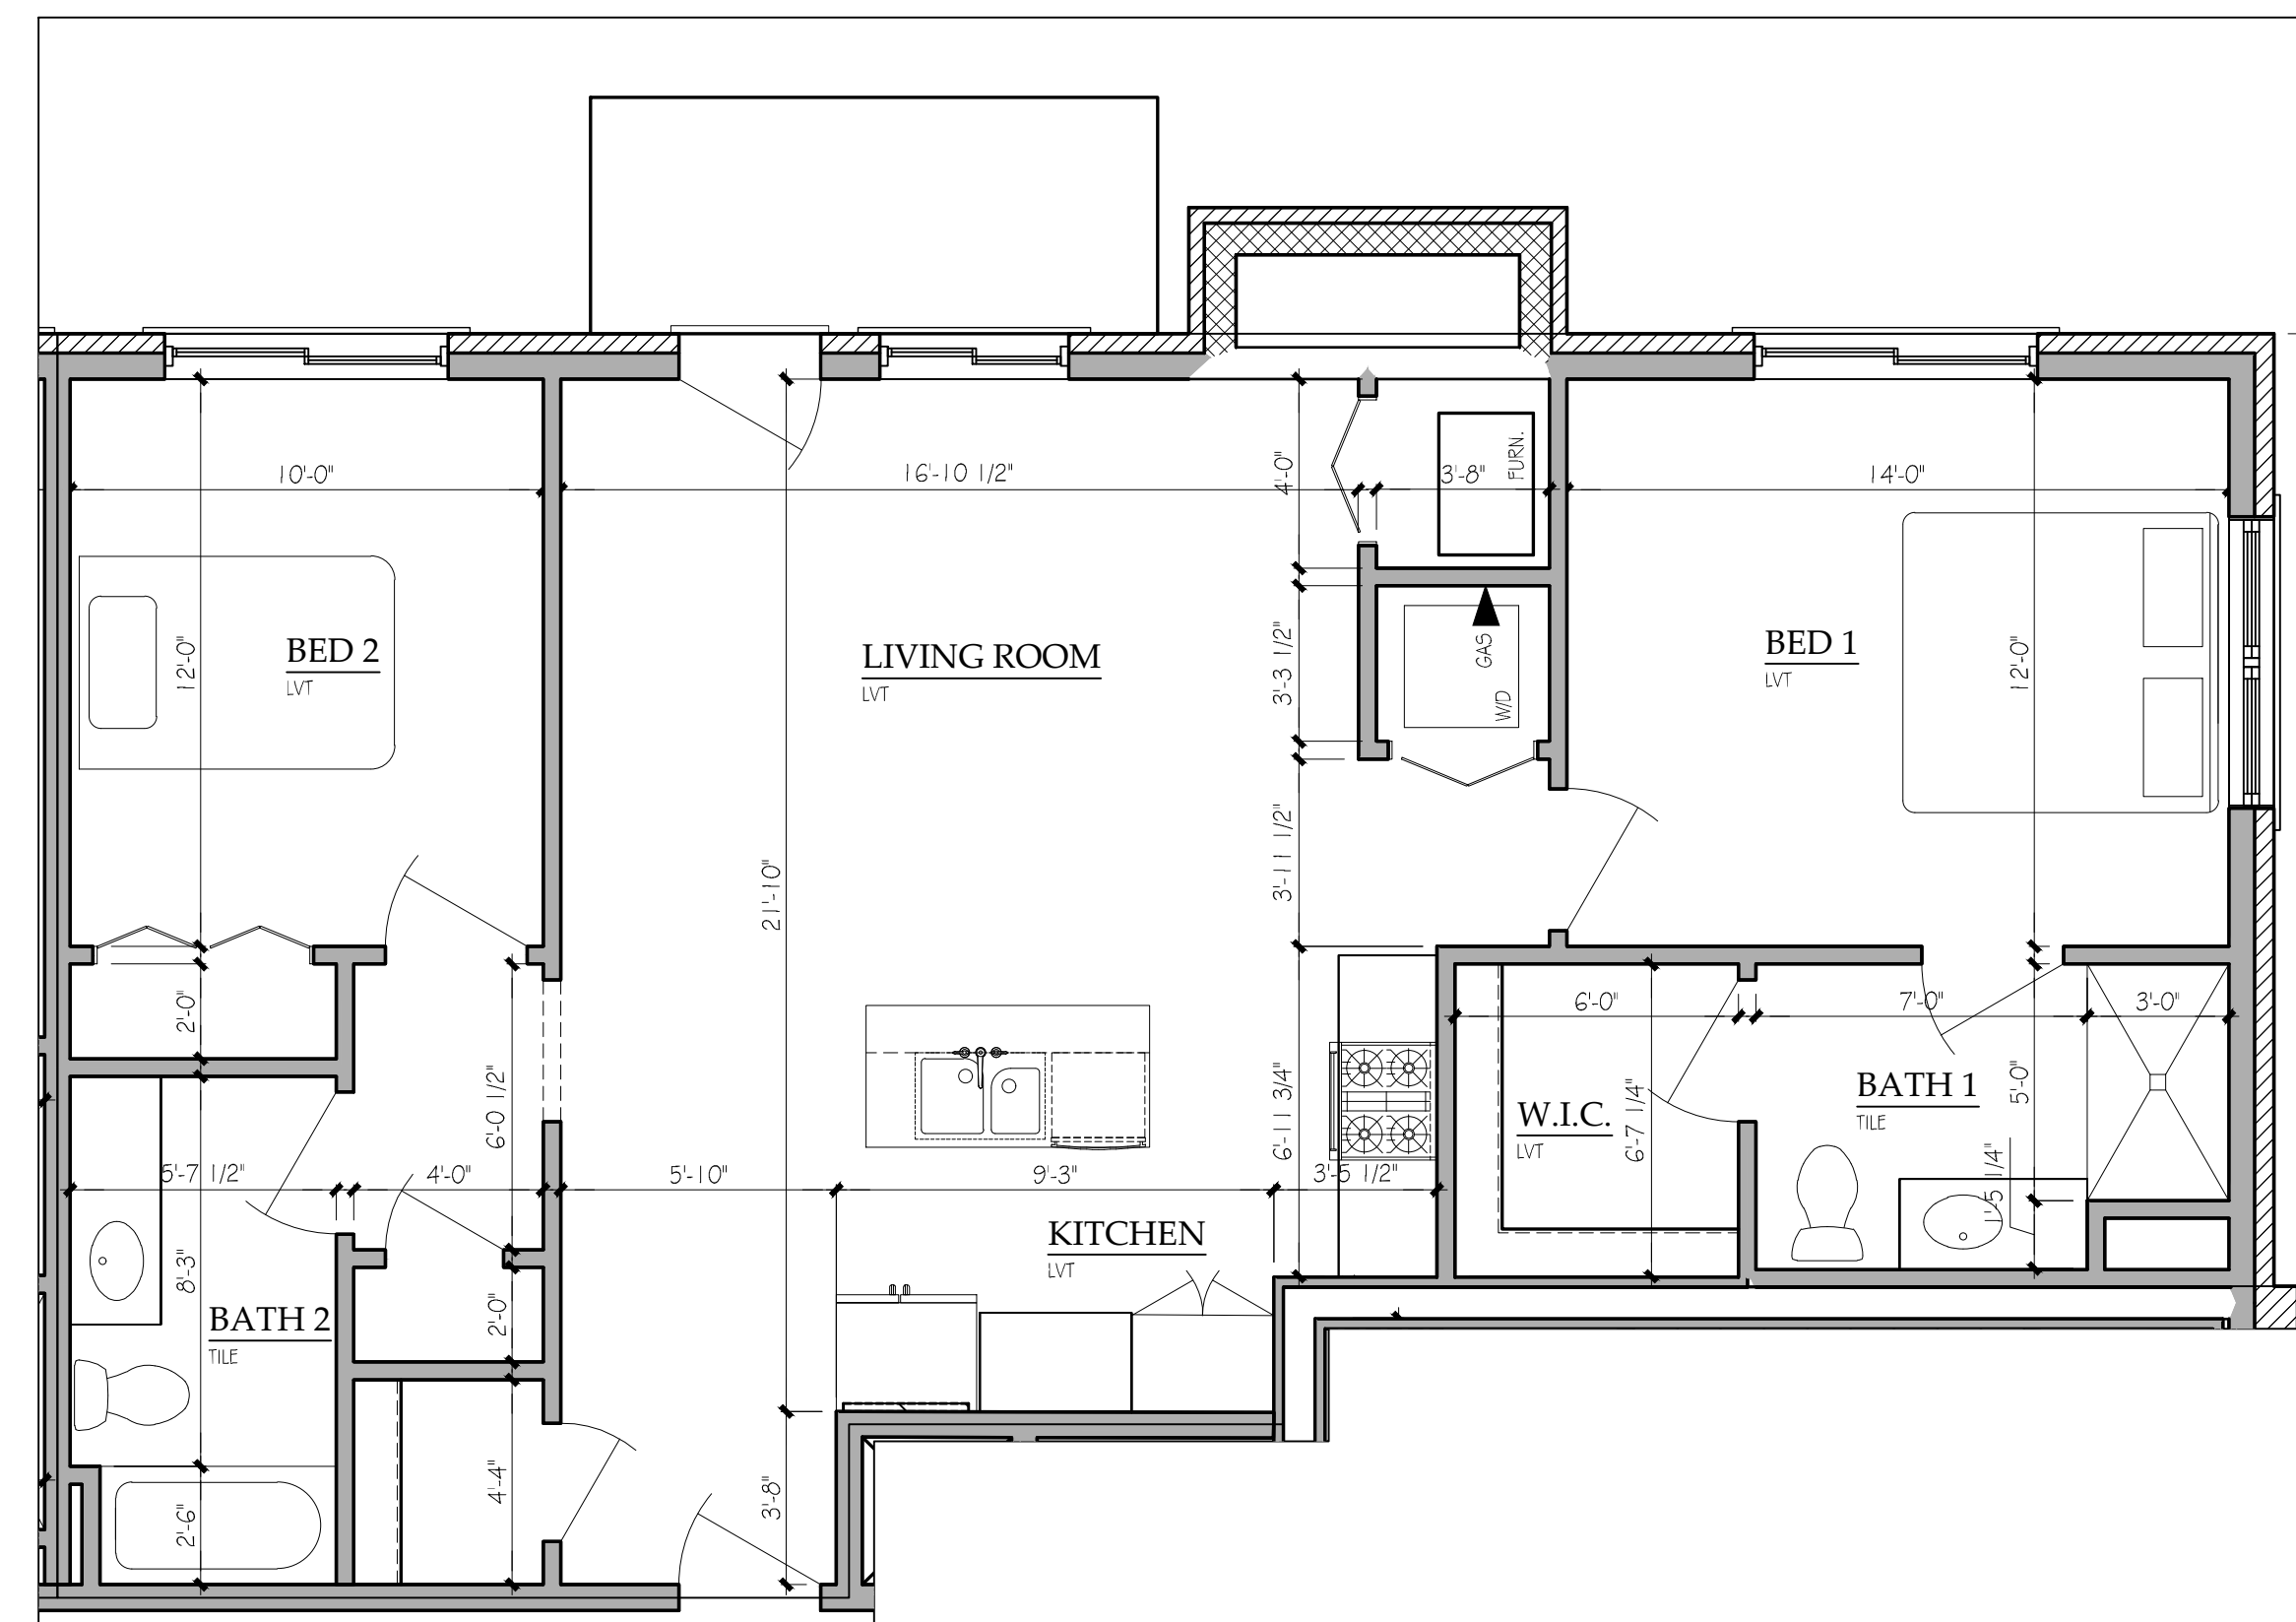 10'-0"
16'-10 1/2"
4'-0"
3'-8"
FURN.
14'-0"
12'-0"
BED 2
LVT
LIVING ROOM
LVT
3'-3 1/2"
GAS
W/D
BED 1
LVT
12'-0"
21'-10"
3'-11 1/2"
2'-0"
6'-0 1/2"
6'-11 3/4"
6'-0"
7'-0"
3'-0"
W.I.C.
LVT
6'-7 1/4"
BATH 1
TILE
5'-0"
1'-5 1/4"
5'-7 1/2"
4'-0"
5'-10"
9'-3"
3'-5 1/2"
KITCHEN
LVT
8'-3"
BATH 2
TILE
2'-0"
4'-4"
3'-8"
2'-6"